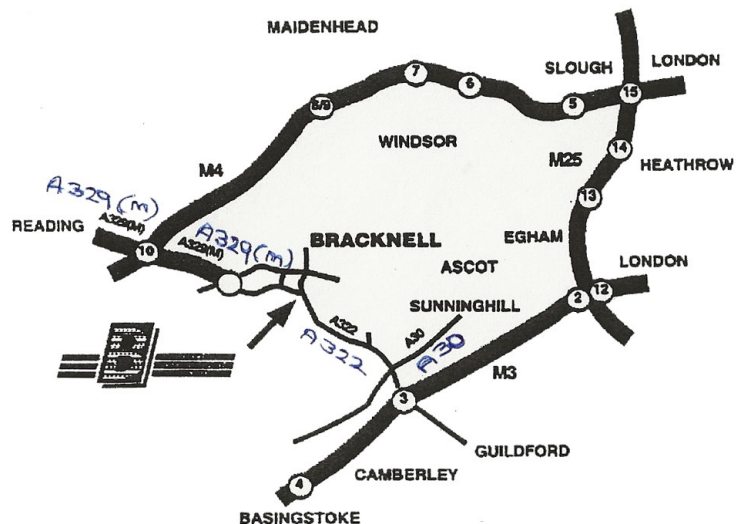 MAIDENHEAD
SLOUGH
LONDON
7
6
5
15
8/9
WINDSOR
M25
14
HEATHROW
M4
13
A329(m)
A329(M)
READING
10
A329(M)
A329(m)
BRACKNELL
EGHAM
ASCOT
LONDON
2
12
SUNNINGHILL
A322
A322
A30
A30
M3
3
GUILDFORD
CAMBERLEY
4
BASINGSTOKE